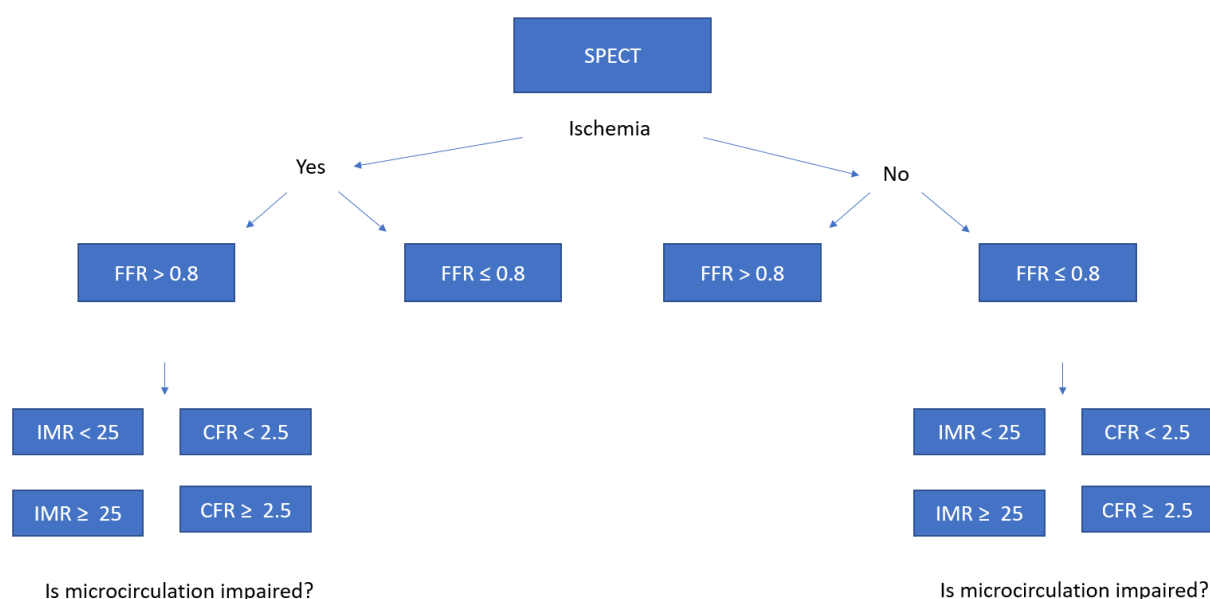 SPECT
Ischemia
Yes
No
FFR > 0.8
FFR ≤ 0.8
FFR > 0.8
FFR ≤ 0.8
IMR < 25
CFR < 2.5
IMR < 25
CFR < 2.5
IMR ≥ 25
CFR ≥ 2.5
IMR ≥ 25
CFR ≥ 2.5
Is microcirculation impaired?
Is microcirculation impaired?